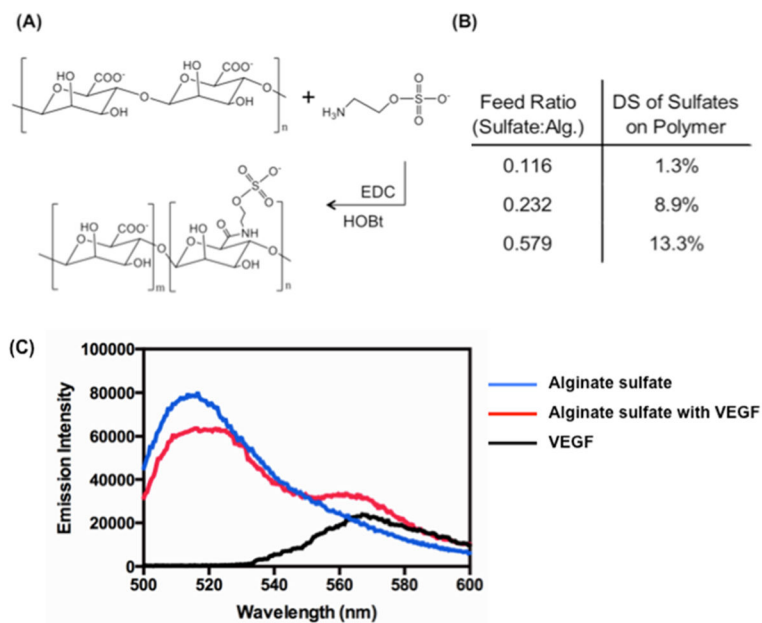 (A)
(B)
HO
COO⁻
HO
COO⁻
O
O
O
O
OH
OH
n
+
H₃N
O
O
S
O⁻
O
EDC
HOBt
O
O⁻
S
O
O
HO
COO⁻
HO
O
NH
O
O
O
O
OH
OH
m
n
Feed Ratio
(Sulfate:Alg.)
DS of Sulfates
on Polymer
0.116 1.3%
0.232 8.9%
0.579 13.3%
(C)
100000
80000
60000
40000
20000
0
Emission Intensity
500 520 540 560 580 600
Wavelength (nm)
Alginate sulfate
Alginate sulfate with VEGF
VEGF